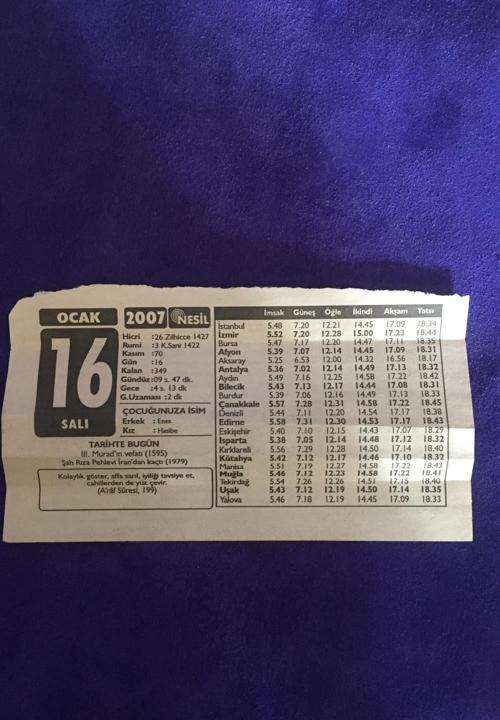 OCAK
16
SALI
2007 NESİL
Hicri :26 Zilhicce 1427
Rumi :3 K.Sani 1422
Kasım :70
Gün :16
Kalan :349
Gündüz:09 s. 47 dk.
Gece :14 s. 13 dk
G.Uzaması :2 dk
ÇOCUĞUNUZA İSİM
Erkek : Enes
Kız : Hasibe
TARİHTE BUGÜN
III. Murad'ın vefatı (1595)
Şah Rıza Pehlevi İran'dan kaçtı (1979)
Kolaylık göster, affa sarıl, iyiliği tavsiye et,
cahillerden de yüz çevir.
(A'râf Sûresi, 199)
İmsak Güneş Öğle İkindi Akşam Yatsı
İstanbul 5.48 7.20 12.21 14.45 17.09 18.34
İzmir 5.52 7.20 12.28 15.00 17.23 18.44
Bursa 5.47 7.17 12.20 14.47 17.11 18.35
Afyon 5.39 7.07 12.14 14.45 17.09 18.31
Aksaray 5.25 6.53 12.00 14.32 16.56 18.17
Antalya 5.36 7.02 12.14 14.49 17.13 18.32
Aydın 5.49 7.16 12.25 14.58 17.22 18.42
Bilecik 5.43 7.13 12.17 14.44 17.08 18.31
Burdur 5.39 7.06 12.16 14.49 17.13 18.33
Çanakkale 5.57 7.28 12.31 14.58 17.22 18.45
Denizli 5.44 7.11 12.20 14.54 17.17 18.38
Edirne 5.58 7.31 12.30 14.53 17.17 18.43
Eskişehir 5.40 7.10 12.15 14.43 17.07 18.29
Isparta 5.38 7.05 12.14 14.48 17.12 18.32
Kırklareli 5.56 7.29 12.28 14.50 17.14 18.40
Kütahya 5.42 7.12 12.17 14.46 17.10 18.32
Manisa 5.51 7.19 12.27 14.58 17.22 18.43
Muğla 5.46 7.12 12.23 14.58 17.22 18.41
Tekirdağ 5.54 7.26 12.26 14.51 17.15 18.40
Uşak 5.43 7.12 12.19 14.50 17.14 18.35
Yalova 5.46 7.18 12.19 14.45 17.09 18.33